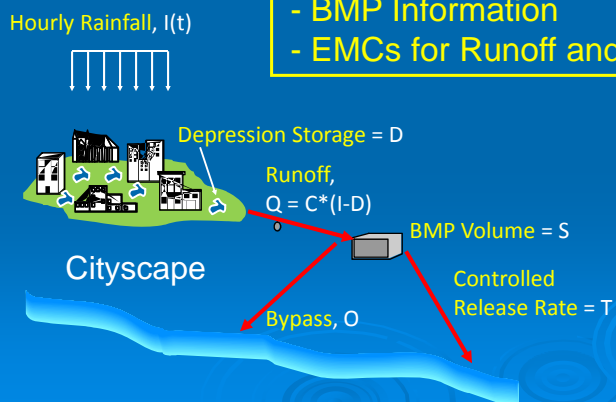 - BMP Information
- EMCs for Runoff and
Hourly Rainfall, I(t)
Depression Storage = D
Runoff,
Q = C*(I-D)
BMP Volume = S
Cityscape
Controlled
Release Rate = T
Bypass, O